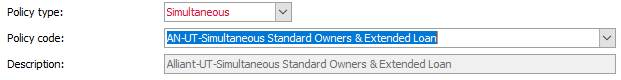 Policy type: Simultaneous
Policy code: AN-UT-Simultaneous Standard Owners & Extended Loan
Description: Alliant-UT-Simultaneous Standard Owners & Extended Loan